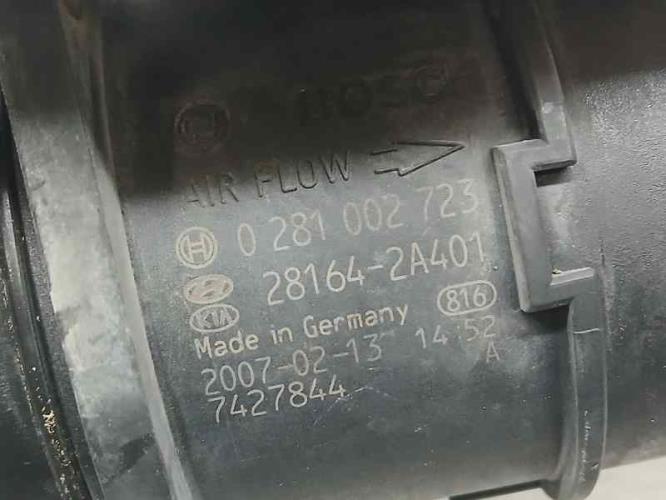 BOSCH
AIR FLOW
0 281 002 723
28164-2A401
KIA 816
Made in Germany
2007-02-13 14:52
A
7427844